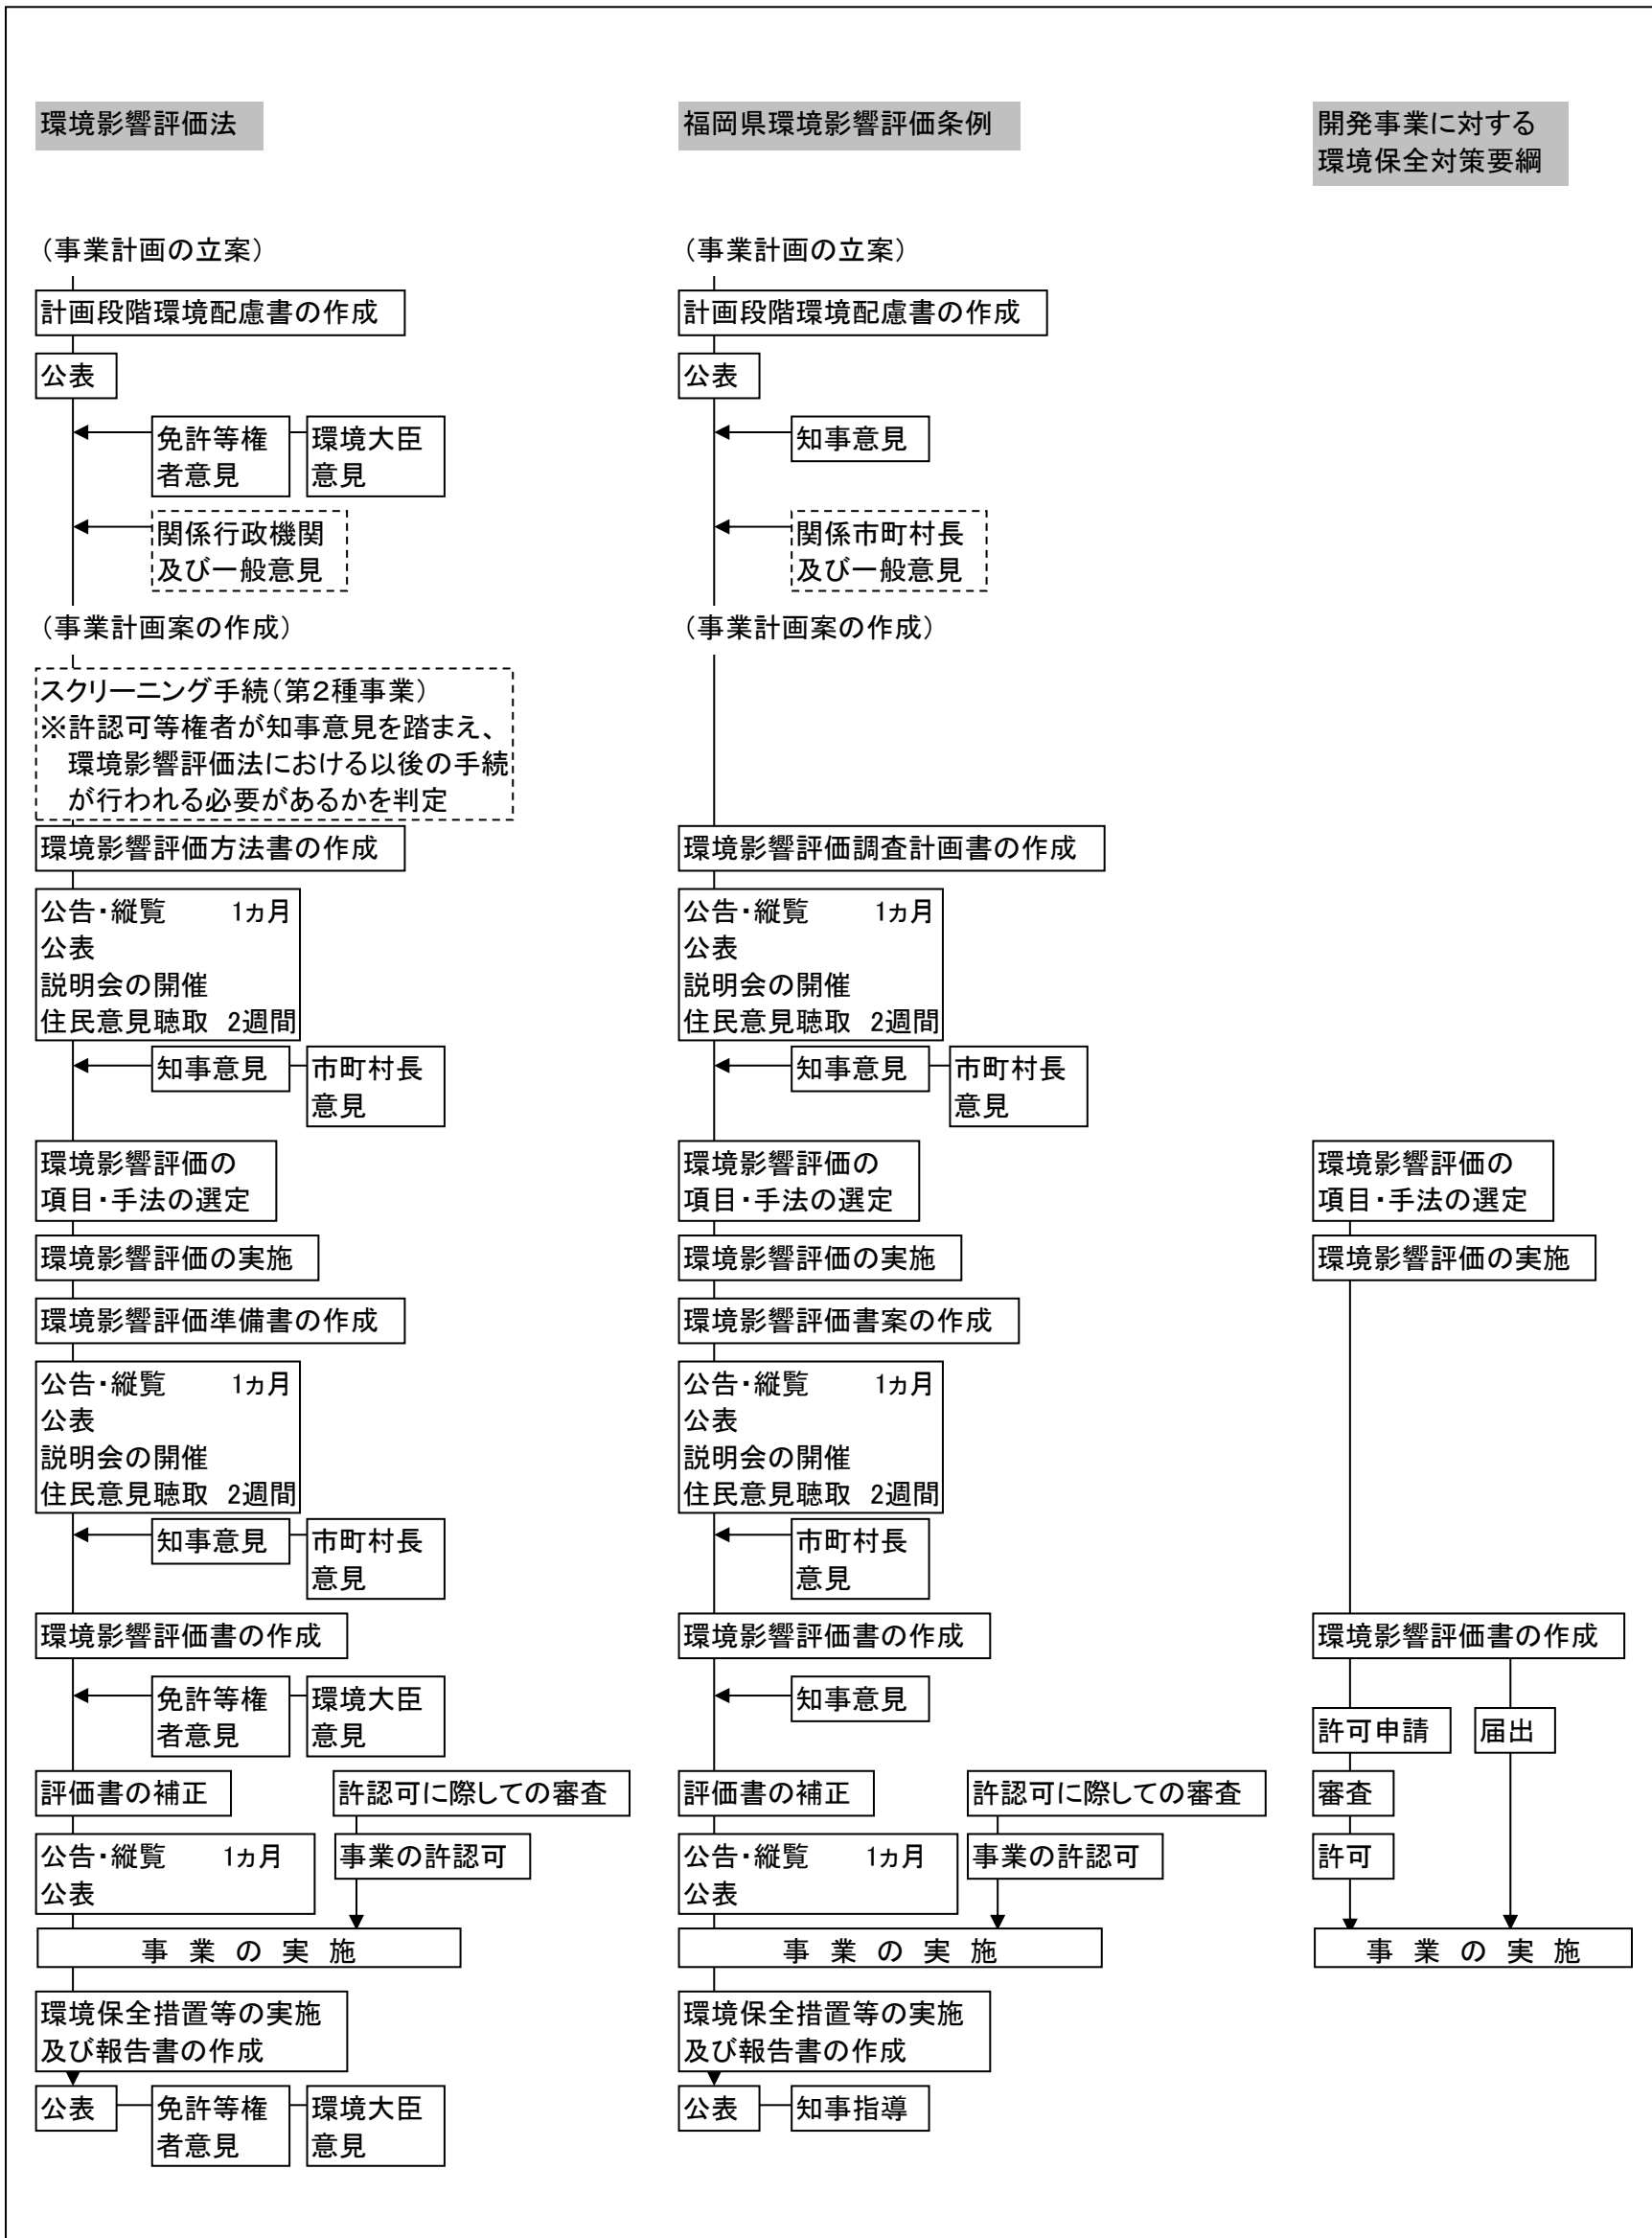 環境影響評価法
(事業計画の立案)
計画段階環境配慮書の作成
公表
免許等権
者意見
環境大臣
意見
関係行政機関
及び一般意見
(事業計画案の作成)
スクリーニング手続(第2種事業)
※許認可等権者が知事意見を踏まえ、
環境影響評価法における以後の手続
が行われる必要があるかを判定
環境影響評価方法書の作成
公告・縦覧 1ヵ月
公表
説明会の開催
住民意見聴取 2週間
知事意見
市町村長
意見
環境影響評価の
項目・手法の選定
環境影響評価の実施
環境影響評価準備書の作成
公告・縦覧 1ヵ月
公表
説明会の開催
住民意見聴取 2週間
知事意見
市町村長
意見
環境影響評価書の作成
免許等権
者意見
環境大臣
意見
評価書の補正
許認可に際しての審査
公告・縦覧 1ヵ月
公表
事業の許認可
事 業 の 実 施
環境保全措置等の実施
及び報告書の作成
公表
免許等権
者意見
環境大臣
意見
福岡県環境影響評価条例
(事業計画の立案)
計画段階環境配慮書の作成
公表
知事意見
関係市町村長
及び一般意見
(事業計画案の作成)
環境影響評価調査計画書の作成
公告・縦覧 1ヵ月
公表
説明会の開催
住民意見聴取 2週間
知事意見
市町村長
意見
環境影響評価の
項目・手法の選定
環境影響評価の実施
環境影響評価書案の作成
公告・縦覧 1ヵ月
公表
説明会の開催
住民意見聴取 2週間
市町村長
意見
環境影響評価書の作成
知事意見
評価書の補正
許認可に際しての審査
公告・縦覧 1ヵ月
公表
事業の許認可
事 業 の 実 施
環境保全措置等の実施
及び報告書の作成
公表
知事指導
開発事業に対する
環境保全対策要綱
環境影響評価の
項目・手法の選定
環境影響評価の実施
環境影響評価書の作成
許可申請
届出
審査
許可
事 業 の 実 施